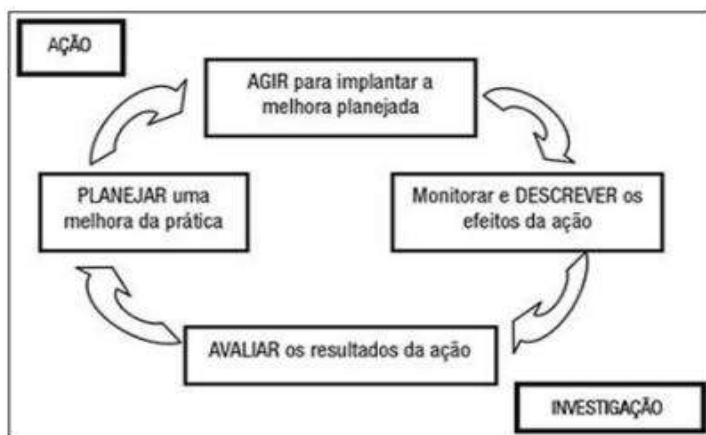 AÇÃO
AGIR para implantar a
melhora planejada
PLANEJAR uma
melhora da prática
Monitorar e DESCREVER os
efeitos da ação
AVALIAR os resultados da ação
INVESTIGAÇÃO